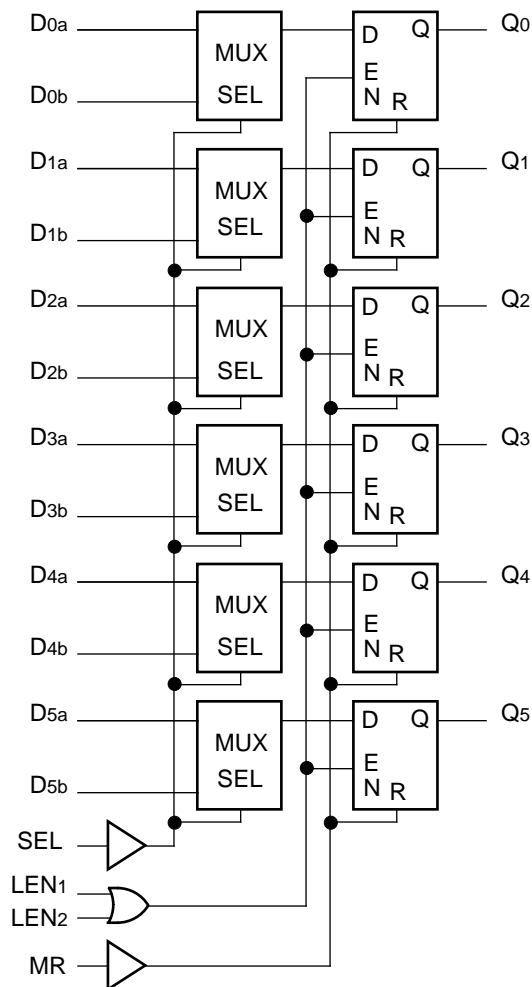 D0a MUX D Q Q0
D0b SEL E
N R
D1a MUX D Q Q1
D1b SEL E
N R
D2a MUX D Q Q2
D2b SEL E
N R
D3a MUX D Q Q3
D3b SEL E
N R
D4a MUX D Q Q4
D4b SEL E
N R
D5a MUX D Q Q5
D5b SEL E
N R
SEL
LEN1
LEN2
MR